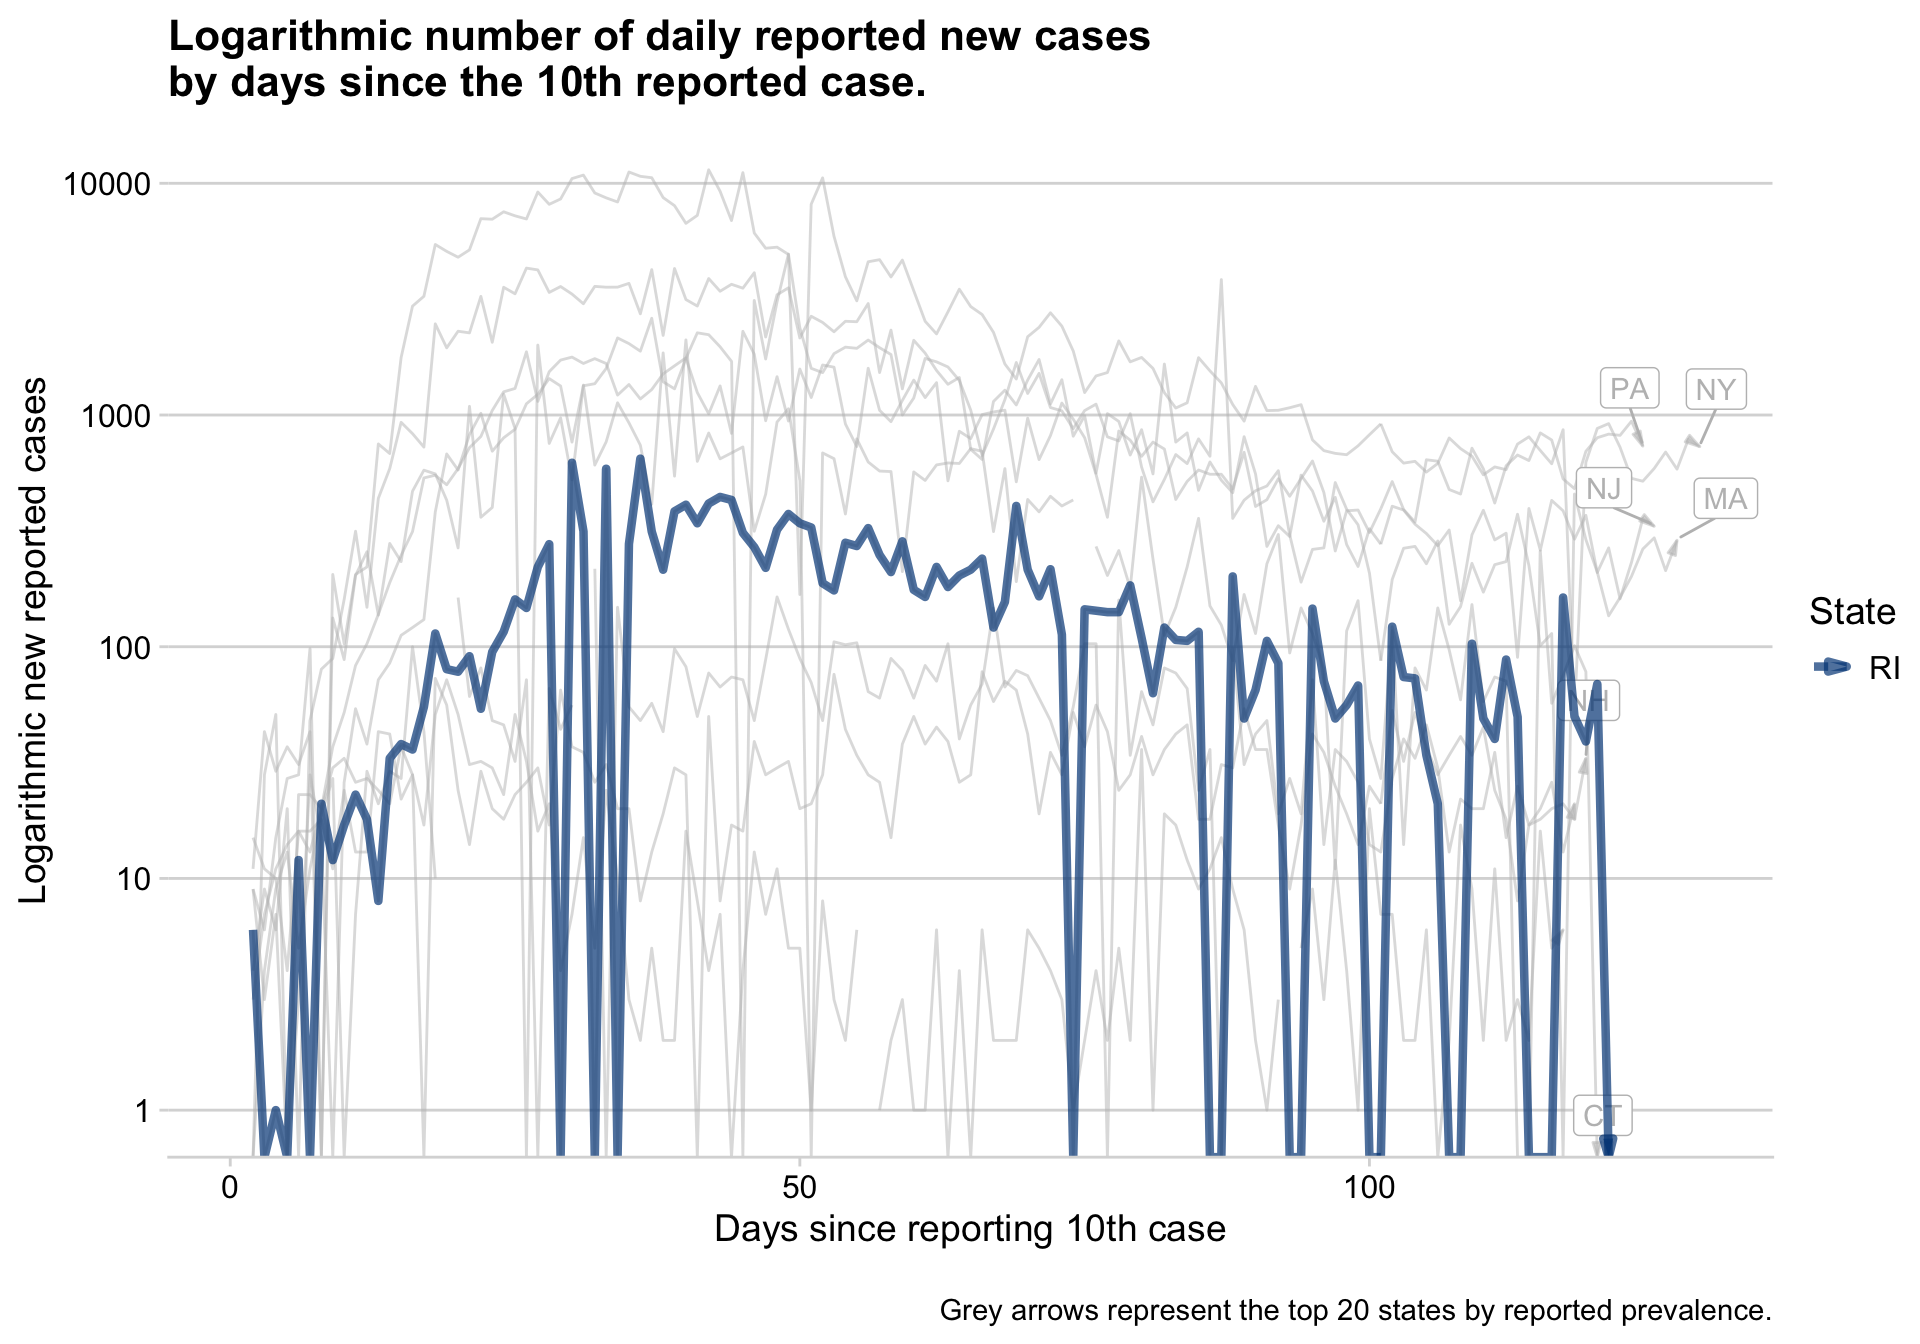 Logarithmic number of daily reported new cases
by days since the 10th reported case.
Logarithmic new reported cases
10000
1000
100
10
1
PA
NY
NJ
MA
NH
CT
State
RI
0
50
100
Days since reporting 10th case
Grey arrows represent the top 20 states by reported prevalence.